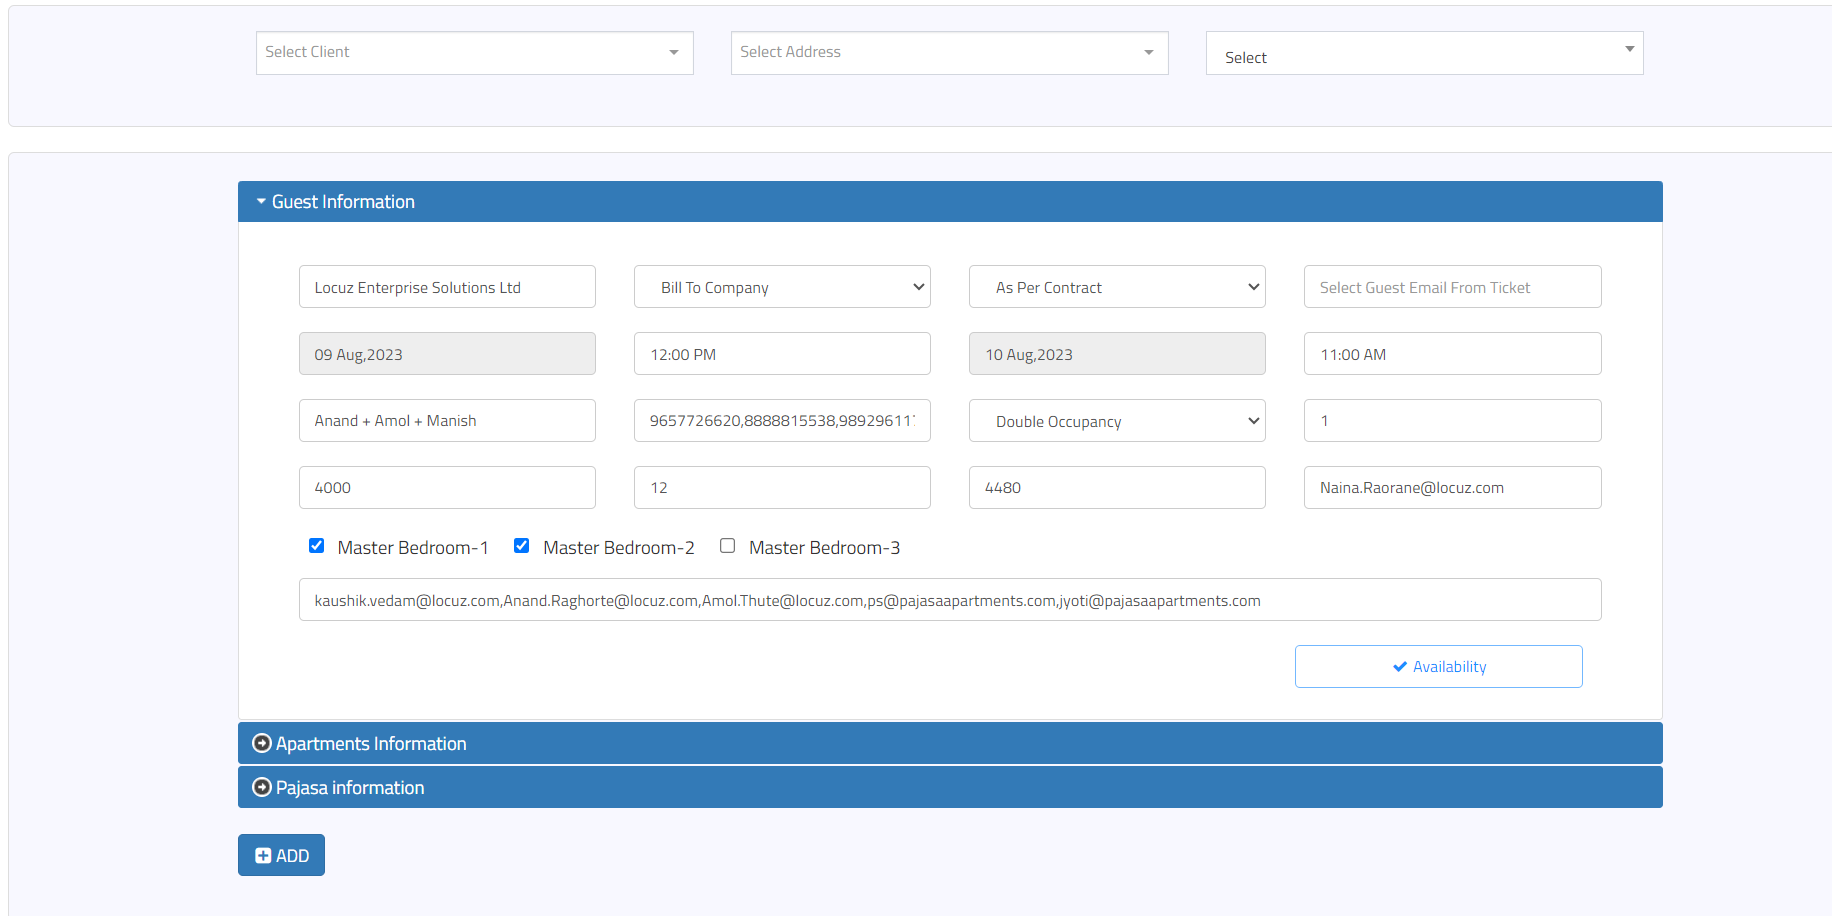 Select Client Select Address Select
Guest Information
Locuz Enterprise Solutions Ltd Bill To Company As Per Contract Select Guest Email From Ticket
09 Aug,2023 12:00 PM 10 Aug,2023 11:00 AM
Anand + Amol + Manish 9657726620,8888815538,989296117 Double Occupancy 1
4000 12 4480 Naina.Raorane@locuz.com
Master Bedroom-1 Master Bedroom-2 Master Bedroom-3
kaushik.vedam@locuz.com,Anand.Raghorte@locuz.com,Amol.Thute@locuz.com,ps@pajasaapartments.com,jyoti@pajasaapartments.com
Availability
Apartments Information
Pajasa information
ADD